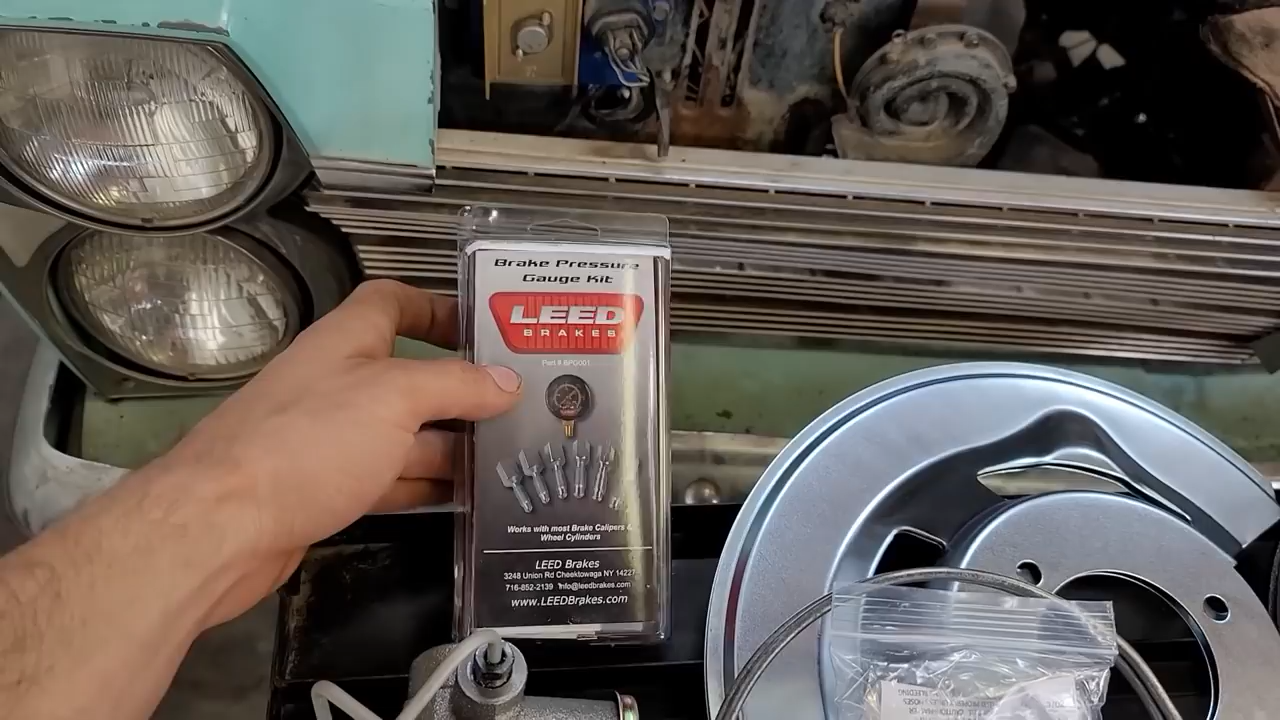 Brake Pressure
Gauge Kit
LEED
BRAKES
Part # BPG001
Works with most Brake Calipers &
Wheel Cylinders
LEED Brakes
3248 Union Rd Cheektowaga NY 14227
716-852-2139 info@leedbrakes.com
www.LEEDBrakes.com